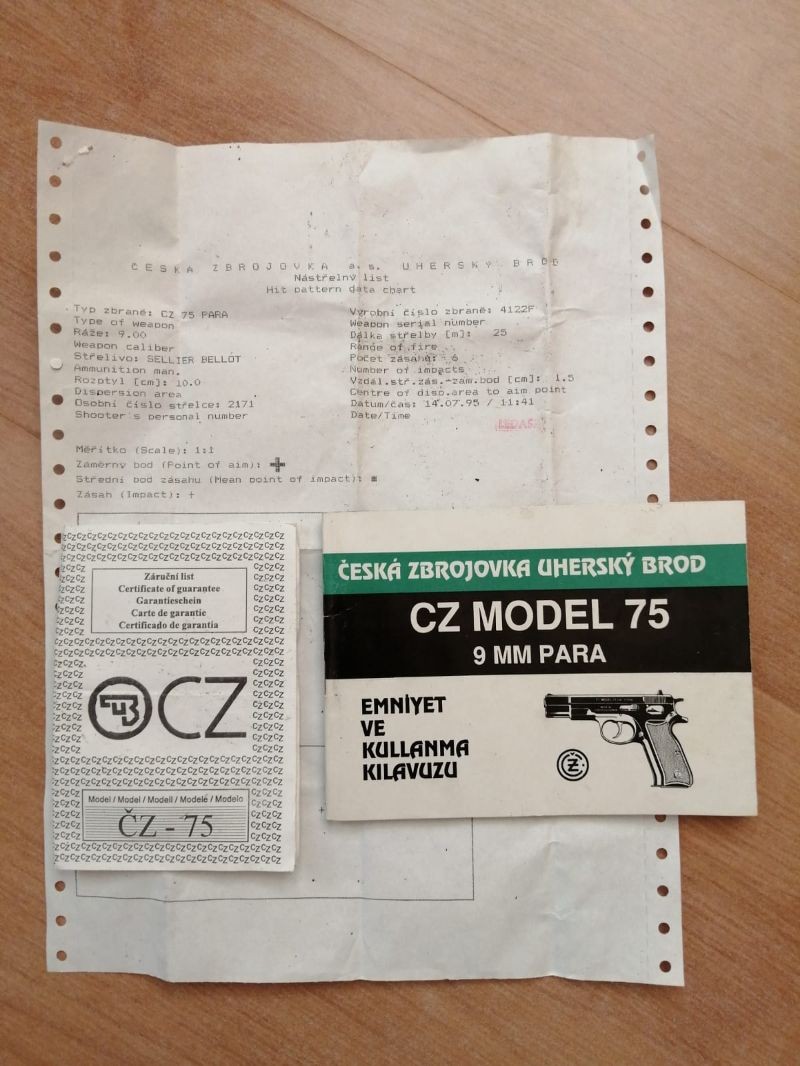 ČESKÁ ZBROJOVKA a.s. UHERSKÝ BROD
Nástřelný list
Hit pattern data chart
Typ zbraně: CZ 75 PARA
Type of weapon
Ráže: 9.00
Weapon caliber
Střelivo: SELLIER BELLOT
Ammunition man.
Rozptyl [cm]: 10.0
Dispersion area
Osobní číslo střelce: 2171
Shooter's personal number
Výrobní číslo zbraně: 4122F
Weapon serial number
Dálka střelby [m]: 25
Range of fire
Počet zásahů: 6
Number of impacts
Vzdál.stř.zás.-zám.bod [cm]: 1.5
Centre of disp.area to aim point
Datum/čas: 14.07.95 / 11:41
Date/Time
Měřítko (Scale): 1:1
Záměrný bod (Point of aim):
Střední bod zásahu (Mean point of impact):
Zásah (Impact): +
Záruční list
Certificate of guarantee
Garantieschein
Carte de garantie
Certificado de garantia
CZ
Model / Model / Modell / Modelé / Modelo
ČZ - 75
ČESKÁ ZBROJOVKA UHERSKÝ BROD
CZ MODEL 75
9 MM PARA
EMNİYET
VE
KULLANMA
KILAVUZU